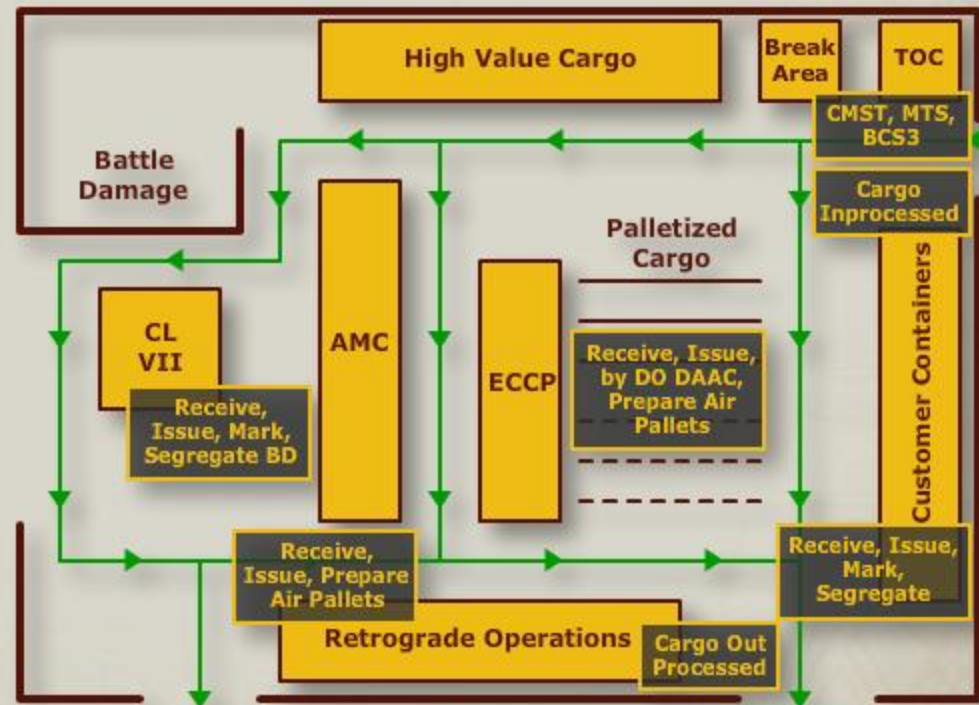 High Value Cargo
Break
Area
TOC
CMST, MTS,
BCS3
Battle
Damage
Cargo
Inprocessed
Palletized
Cargo
CL
VII
AMC
ECCP
Receive, Issue,
by DO DAAC,
Prepare Air
Pallets
Customer Containers
Receive,
Issue, Mark,
Segregate BD
Receive,
Issue, Prepare
Air Pallets
Receive, Issue,
Mark,
Segregate
Retrograde Operations
Cargo Out
Processed